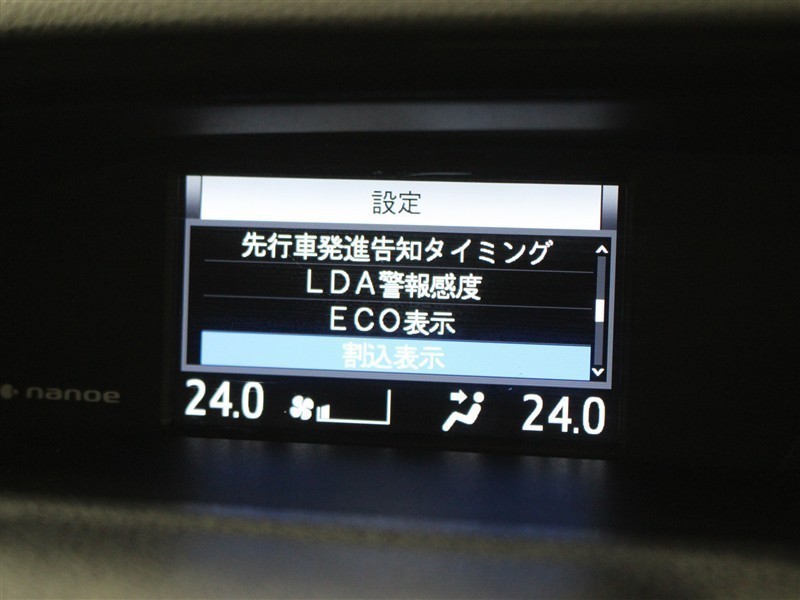 設定
先行車発進告知タイミング
ＬＤＡ警報感度
ＥＣＯ表示
割込表示
nanoe
24.0 24.0